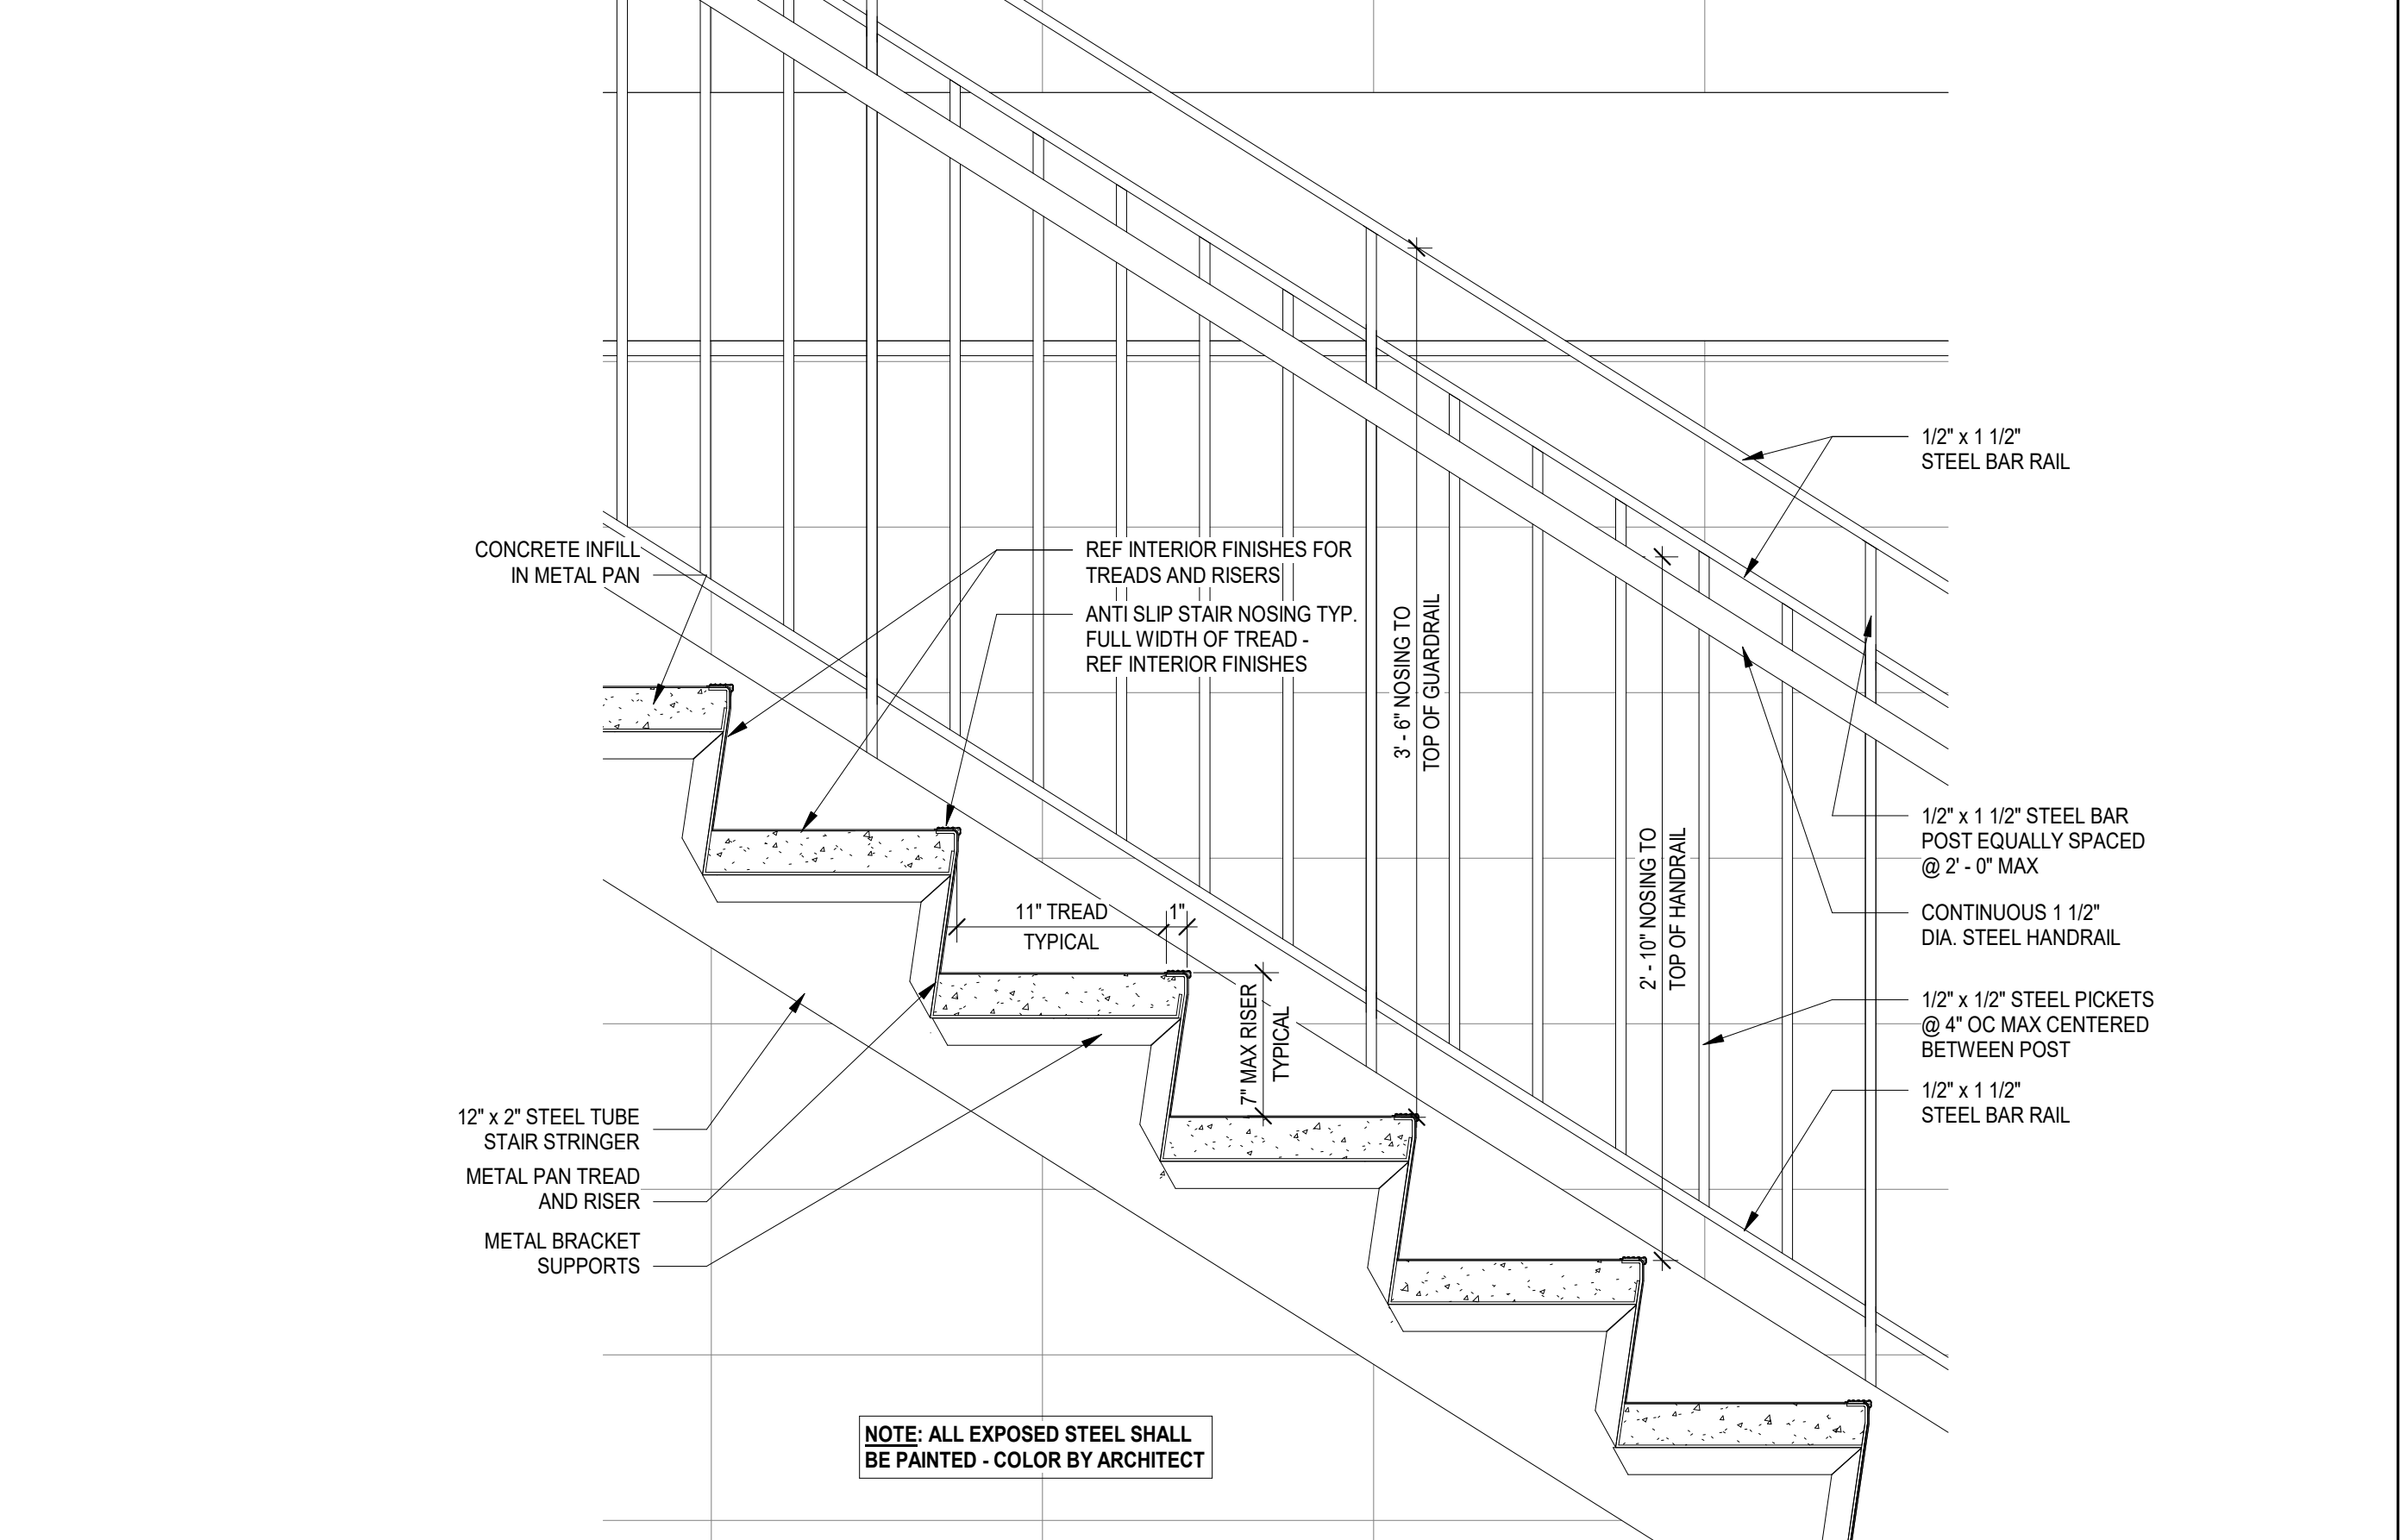 1/2" x 1 1/2"
STEEL BAR RAIL
CONCRETE INFILL
IN METAL PAN
REF INTERIOR FINISHES FOR
TREADS AND RISERS
ANTI SLIP STAIR NOSING TYP.
FULL WIDTH OF TREAD -
REF INTERIOR FINISHES
3' - 6" NOSING TO
TOP OF GUARDRAIL
2' - 10" NOSING TO
TOP OF HANDRAIL
1/2" x 1 1/2" STEEL BAR
POST EQUALLY SPACED
@ 2' - 0" MAX
CONTINUOUS 1 1/2"
DIA. STEEL HANDRAIL
11" TREAD
TYPICAL
1"
7" MAX RISER
TYPICAL
1/2" x 1/2" STEEL PICKETS
@ 4" OC MAX CENTERED
BETWEEN POST
1/2" x 1 1/2"
STEEL BAR RAIL
12" x 2" STEEL TUBE
STAIR STRINGER
METAL PAN TREAD
AND RISER
METAL BRACKET
SUPPORTS
NOTE: ALL EXPOSED STEEL SHALL
BE PAINTED - COLOR BY ARCHITECT